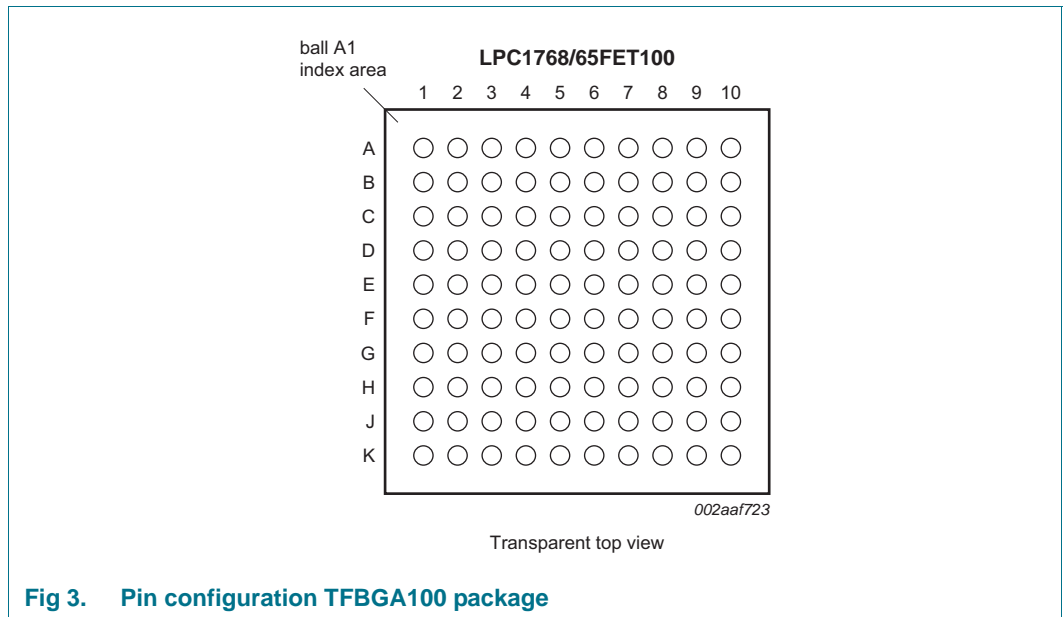 ball A1
index area
LPC1768/65FET100
1 2 3 4 5 6 7 8 9 10
A
B
C
D
E
F
G
H
J
K
002aaf723
Transparent top view
Fig 3. Pin configuration TFBGA100 package